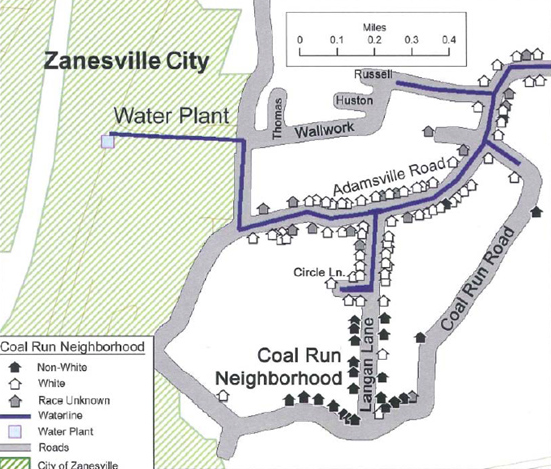 Miles
0 0.1 0.2 0.3 0.4
Zanesville City
Russell
Water Plant
Thomas
Huston
Wallwork
Adamsville Road
Circle Ln.
Coal Run Road
Langan Lane
Coal Run
Neighborhood
Coal Run Neighborhood
Non-White
White
Race Unknown
Waterline
Water Plant
Roads
City of Zanesville